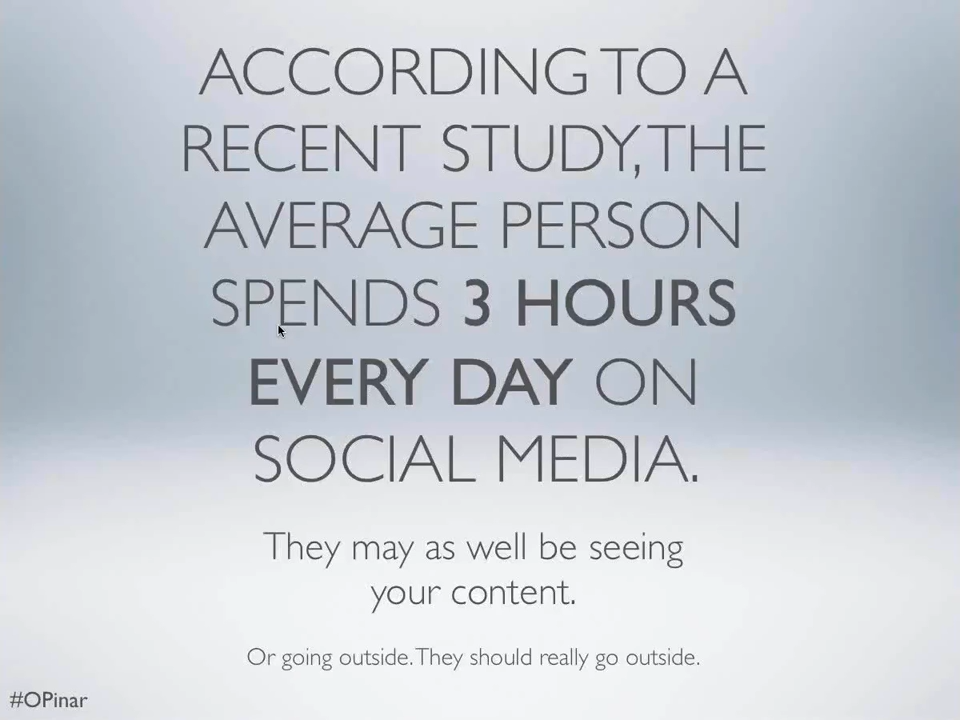 ACCORDING TO A
RECENT STUDY, THE
AVERAGE PERSON
SPENDS 3 HOURS
EVERY DAY ON
SOCIAL MEDIA.
They may as well be seeing
your content.
Or going outside. They should really go outside.
#OPinar